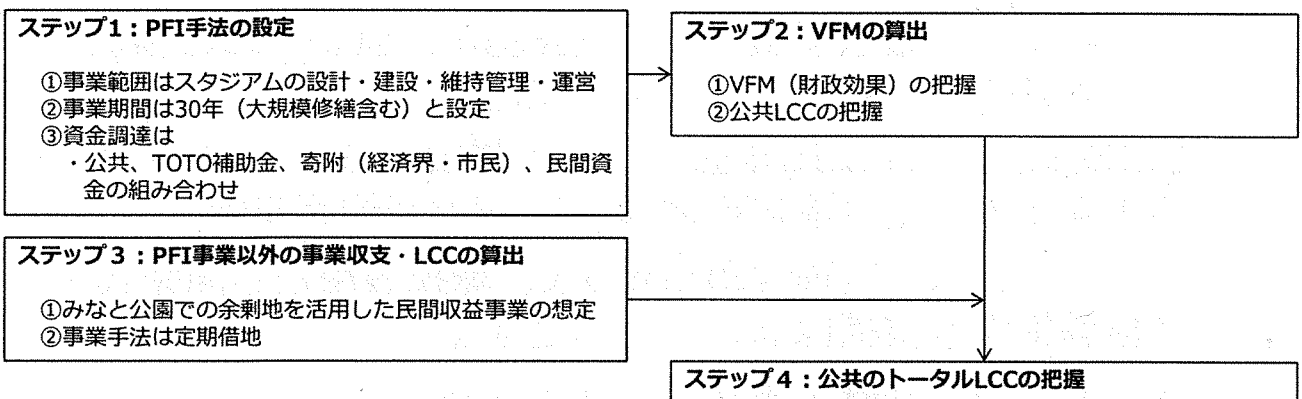 ステップ1：PFI手法の設定
①事業範囲はスタジアムの設計・建設・維持管理・運営
②事業期間は30年（大規模修繕含む）と設定
③資金調達は
・公共、TOTO補助金、寄附（経済界・市民）、民間資
金の組み合わせ
ステップ2：VFMの算出
①VFM（財政効果）の把握
②公共LCCの把握
ステップ3：PFI事業以外の事業収支・LCCの算出
①みなと公園での余剰地を活用した民間収益事業の想定
②事業手法は定期借地
ステップ4：公共のトータルLCCの把握